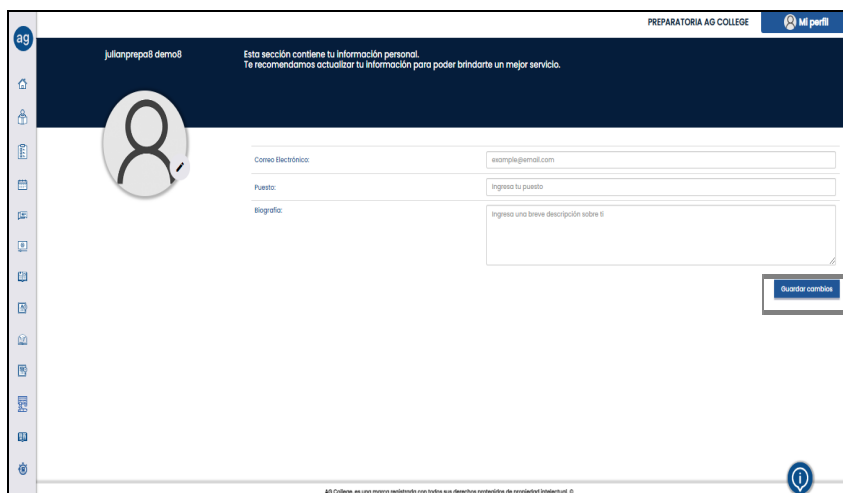 PREPARATORIA AG COLLEGE
Mi perfil
ag
julianprepa8 demo8
Esta sección contiene tu información personal.
Te recomendamos actualizar tu información para poder brindarte un mejor servicio.
Correo Electrónico:
example@email.com
Puesto:
Ingresa tu puesto
Biografía:
Ingresa una breve descripción sobre ti
Guardar cambios
AG College, es una marca registrada con todos sus derechos protegidos de propiedad intelectual. ©